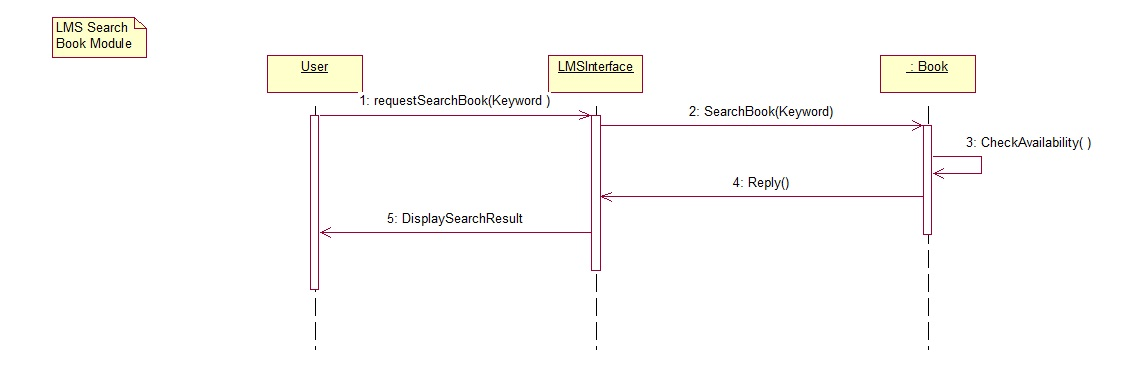 LMS Search
Book Module
User
LMSInterface
: Book
1: requestSearchBook(Keyword )
2: SearchBook(Keyword)
3: CheckAvailability( )
4: Reply()
5: DisplaySearchResult